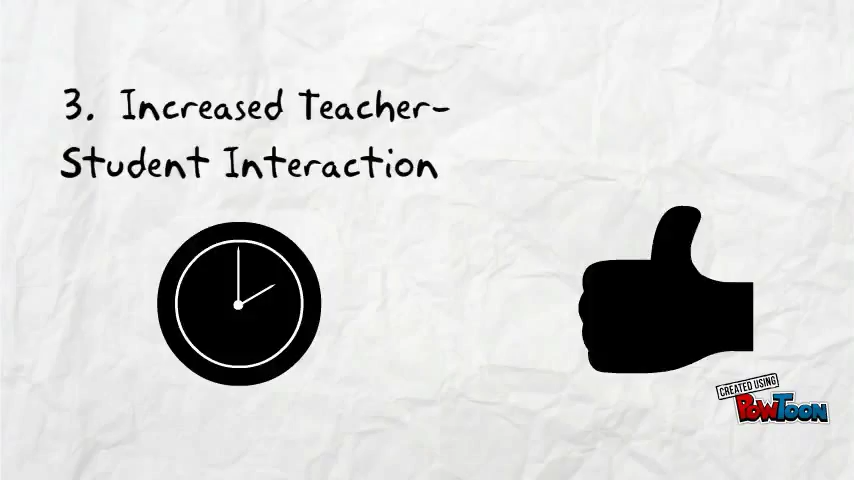 3. Increased Teacher-
Student Interaction
CREATED USING
POWTOON